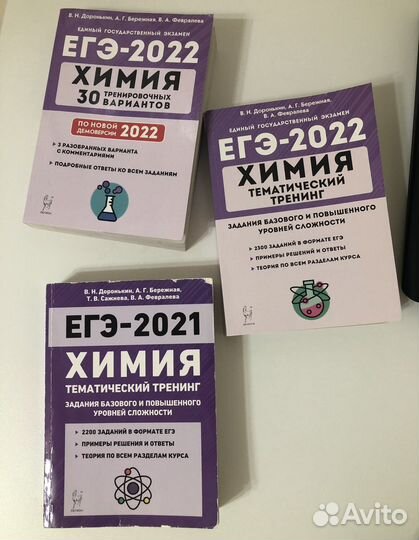 В. Н. Доронькин, А. Г. Бережная, В. А. Февралева
ЕДИНЫЙ ГОСУДАРСТВЕННЫЙ ЭКЗАМЕН
ЕГЭ-2022
ХИМИЯ
30 ТРЕНИРОВОЧНЫХ
ВАРИАНТОВ
ПО НОВОЙ
ДЕМОВЕРСИИ 2022
3 РАЗОБРАННЫХ ВАРИАНТА
С КОММЕНТАРИЯМИ
ПОДРОБНЫЕ ОТВЕТЫ КО ВСЕМ ЗАДАНИЯМ
В. Н. Доронькин, А. Г. Бережная,
В. А. Февралева
ЕДИНЫЙ ГОСУДАРСТВЕННЫЙ ЭКЗАМЕН
ЕГЭ-2022
ХИМИЯ
ТЕМАТИЧЕСКИЙ
ТРЕНИНГ
ЗАДАНИЯ БАЗОВОГО И ПОВЫШЕННОГО
УРОВНЕЙ СЛОЖНОСТИ
2300 ЗАДАНИЙ В ФОРМАТЕ ЕГЭ
ПРИМЕРЫ РЕШЕНИЙ И ОТВЕТЫ
ТЕОРИЯ ПО ВСЕМ РАЗДЕЛАМ КУРСА
В. Н. Доронькин, А. Г. Бережная,
Т. В. Сажнева, В. А. Февралева
ЕГЭ-2021
ХИМИЯ
ТЕМАТИЧЕСКИЙ ТРЕНИНГ
ЗАДАНИЯ БАЗОВОГО И ПОВЫШЕННОГО
УРОВНЕЙ СЛОЖНОСТИ
2200 ЗАДАНИЙ В ФОРМАТЕ ЕГЭ
ПРИМЕРЫ РЕШЕНИЯ И ОТВЕТЫ
ТЕОРИЯ ПО ВСЕМ РАЗДЕЛАМ КУРСА
Avito